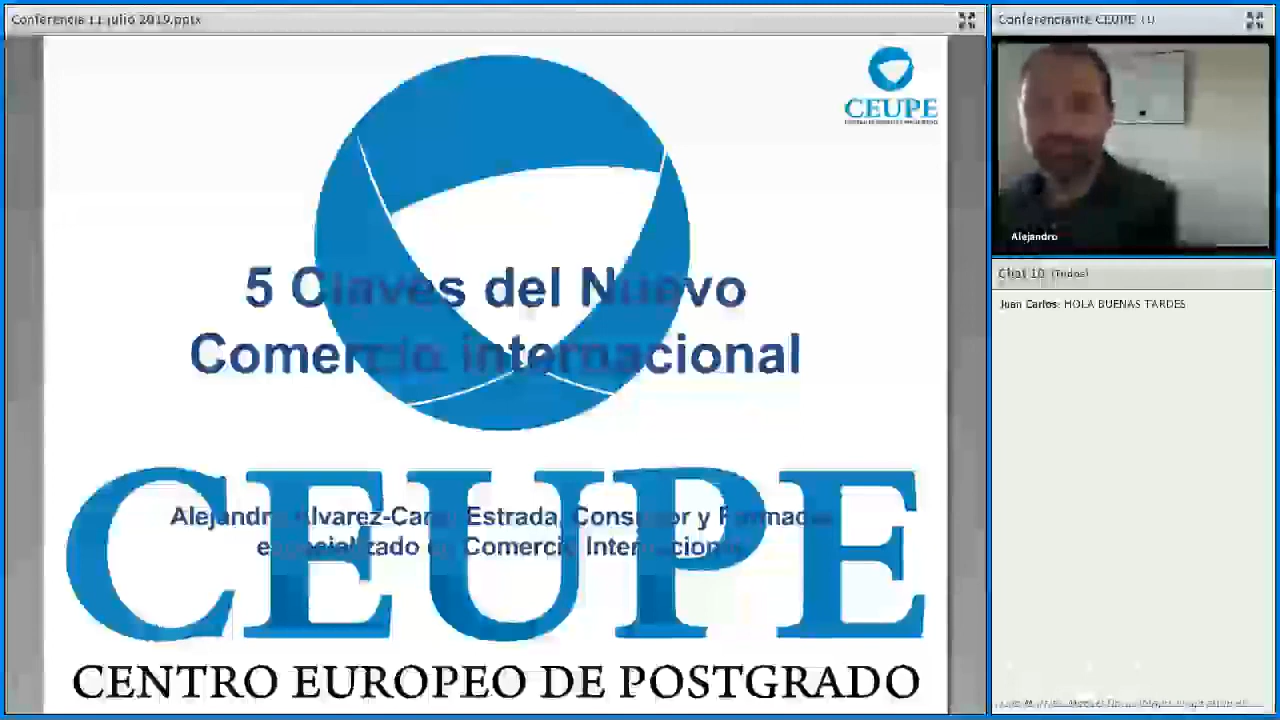 Conferencia 11 julio 2019.pptx
CEUPE
5 Claves del Nuevo
Comercio internacional
Alejandro Alvarez-Cano Estrada, Consultor y Formador
especializado en Comercio Internacional
CEUPE
CENTRO EUROPEO DE POSTGRADO
Conferenciante CEUPE (1)
Alejandro
Chat 10 (Todos)
Juan Carlos: HOLA BUENAS TARDES